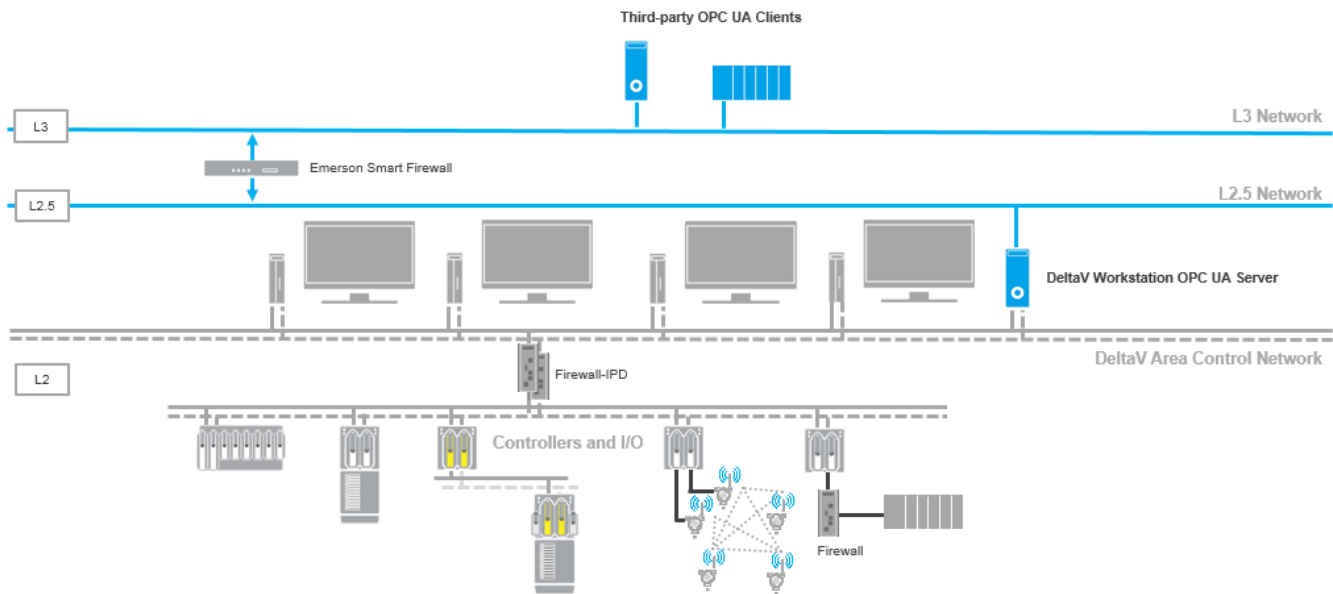 Third-party OPC UA Clients
L3
L3 Network
Emerson Smart Firewall
L2.5
L2.5 Network
DeltaV Workstation OPC UA Server
DeltaV Area Control Network
L2
Firewall-IPD
Controllers and I/O
Firewall